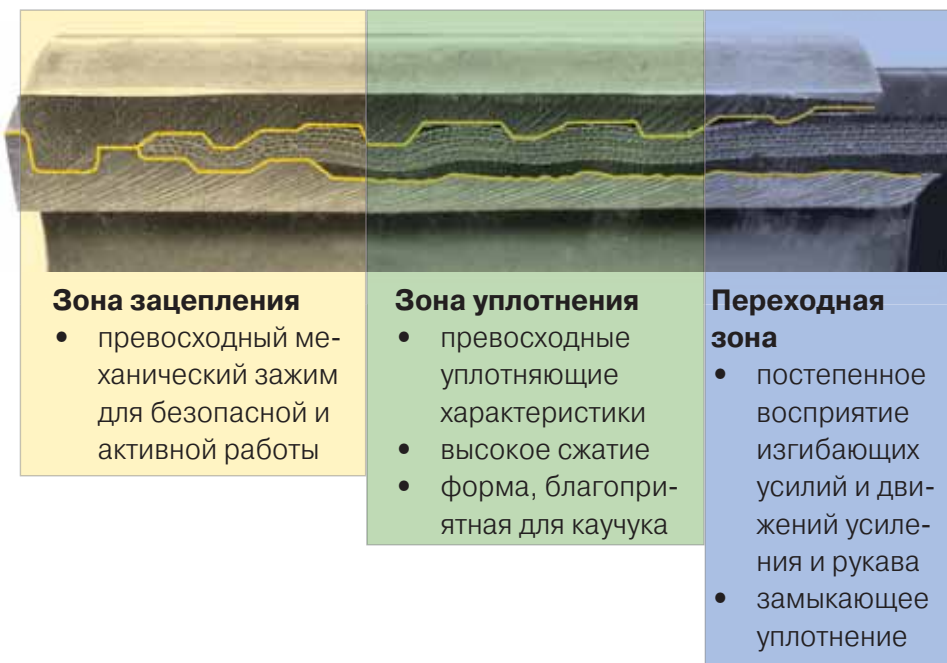 Зона зацепления
• превосходный ме-
ханический зажим
для безопасной и
активной работы
Зона уплотнения
• превосходные
уплотняющие
характеристики
• высокое сжатие
• форма, благопри-
ятная для каучука
Переходная
зона
• постепенное
восприятие
изгибающих
усилий и дви-
жений усиле-
ния и рукава
• замыкающее
уплотнение